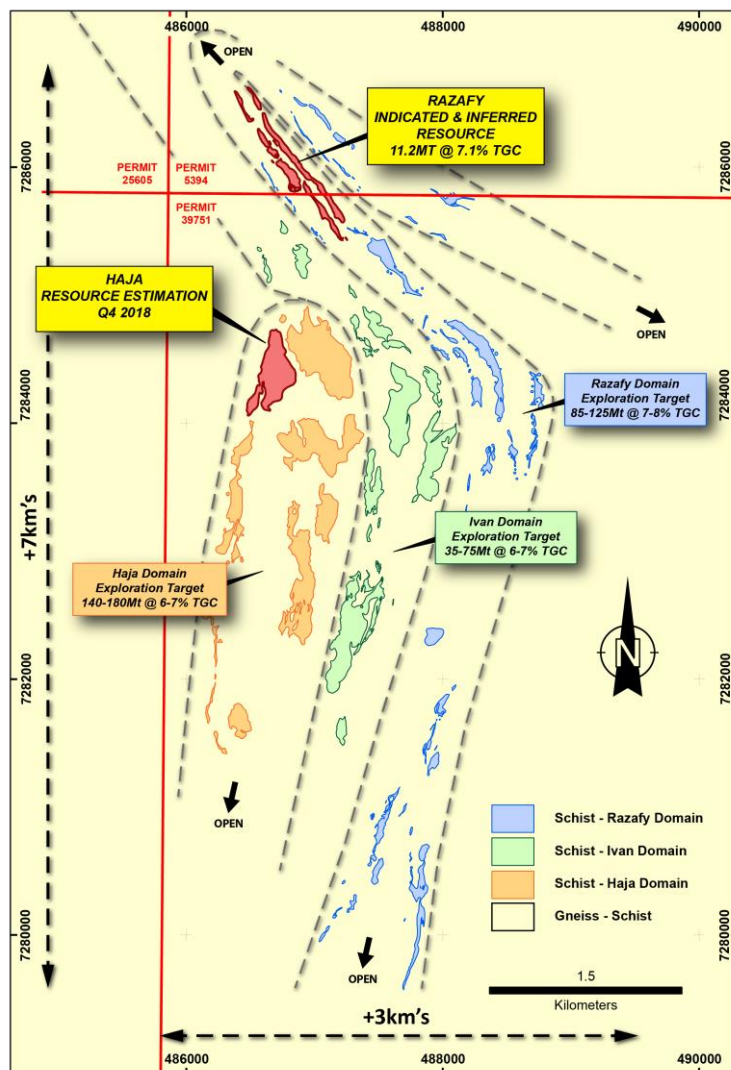 486000
488000
490000
OPEN
RAZAFY
INDICATED & INFERRED
RESOURCE
11.2MT @ 7.1% TGC
7286000
7286000
PERMIT
25605
PERMIT
5394
PERMIT
39751
HAJA
RESOURCE ESTIMATION
Q4 2018
OPEN
7284000
7284000
Razafy Domain
Exploration Target
85-125Mt @ 7-8% TGC
+7km's
Ivan Domain
Exploration Target
35-75Mt @ 6-7% TGC
Haja Domain
Exploration Target
140-180Mt @ 6-7% TGC
N
7282000
7282000
OPEN
Schist - Razafy Domain
Schist - Ivan Domain
Schist - Haja Domain
Gneiss - Schist
7280000
7280000
OPEN
1.5
Kilometers
+3km's
486000
488000
490000